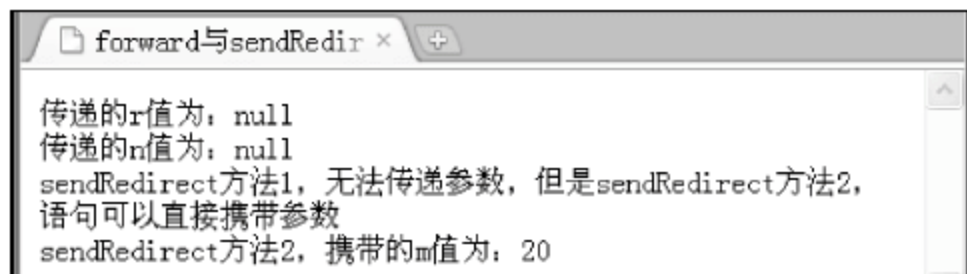 forward与sendRedir
传递的r值为：null
传递的n值为：null
sendRedirect方法1，无法传递参数，但是sendRedirect方法2，
语句可以直接携带参数
sendRedirect方法2，携带的m值为：20